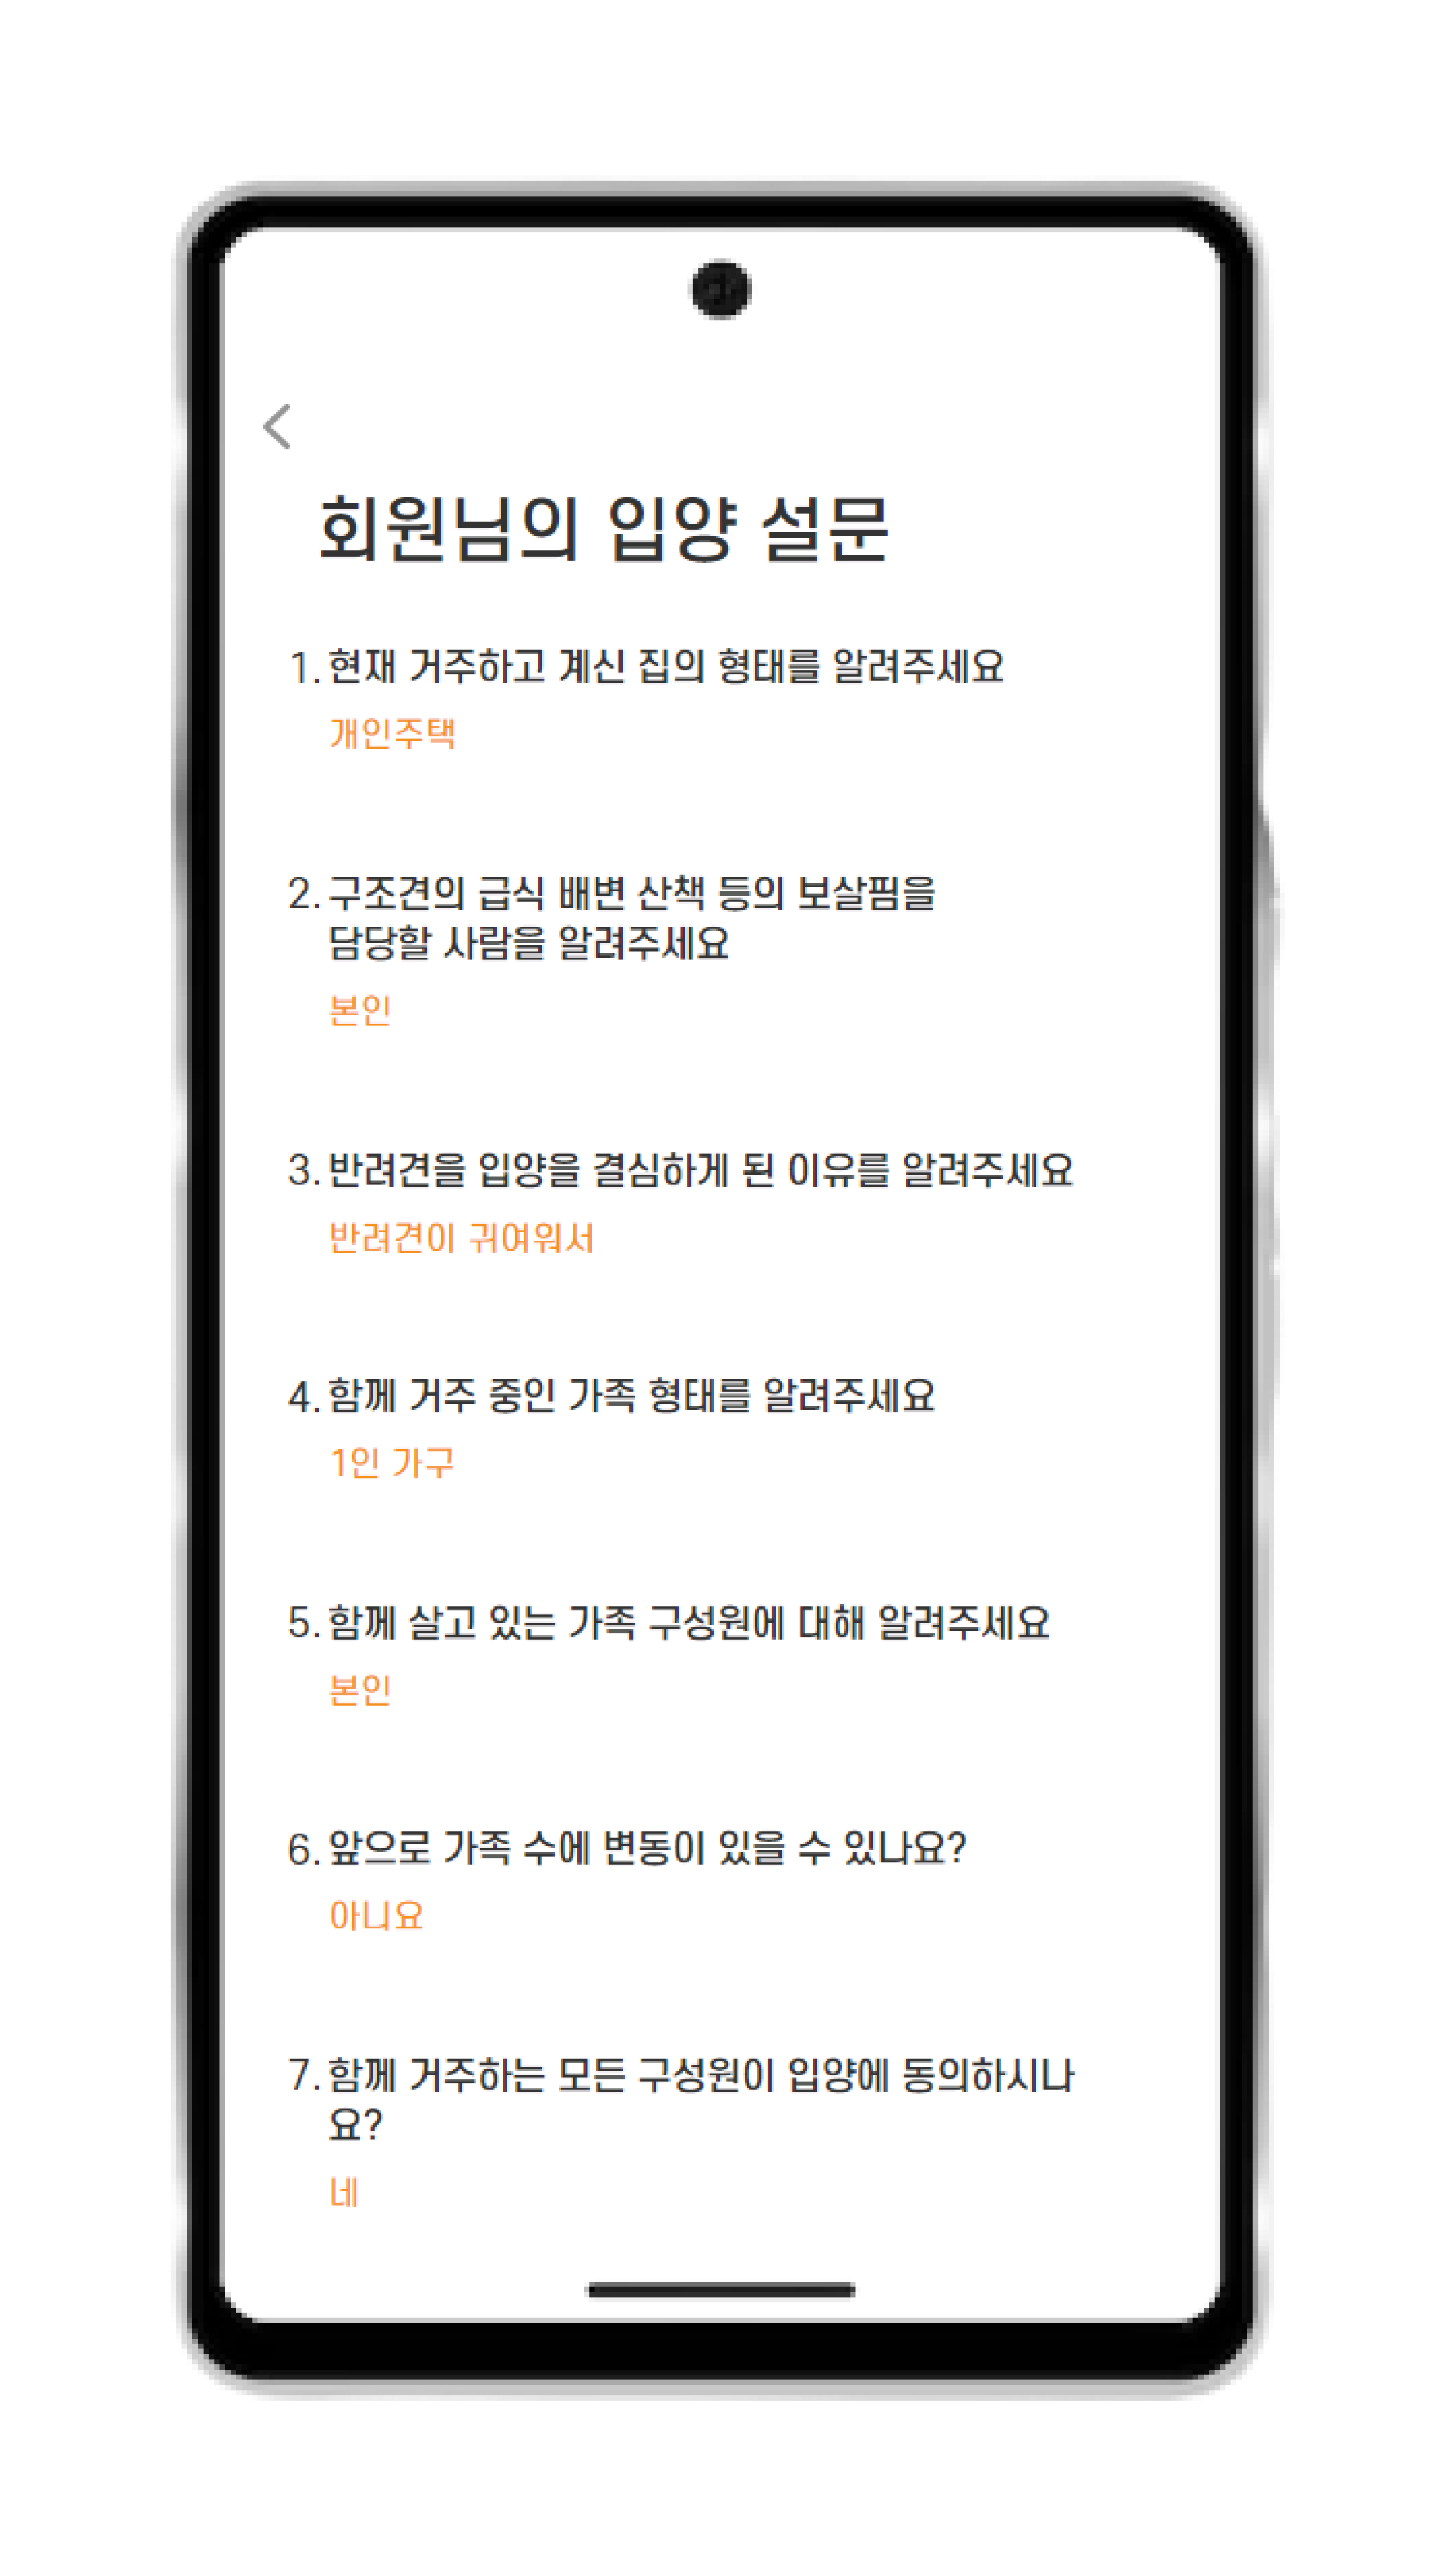 회원님의 입양 설문
1. 현재 거주하고 계신 집의 형태를 알려주세요
개인주택
2. 구조견의 급식 배변 산책 등의 보살핌을
담당할 사람을 알려주세요
본인
3. 반려견을 입양을 결심하게 된 이유를 알려주세요
반려견이 귀여워서
4. 함께 거주 중인 가족 형태를 알려주세요
1인 가구
5. 함께 살고 있는 가족 구성원에 대해 알려주세요
본인
6. 앞으로 가족 수에 변동이 있을 수 있나요?
아니요
7. 함께 거주하는 모든 구성원이 입양에 동의하시나
요?
네